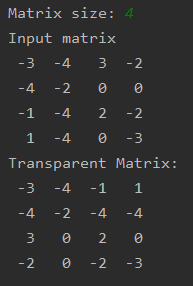 Matrix size: 4
Input matrix
-3 -4 3 -2
-4 -2 0 0
-1 -4 2 -2
1 -4 0 -3
Transparent Matrix:
-3 -4 -1 1
-4 -2 -4 -4
3 0 2 0
-2 0 -2 -3